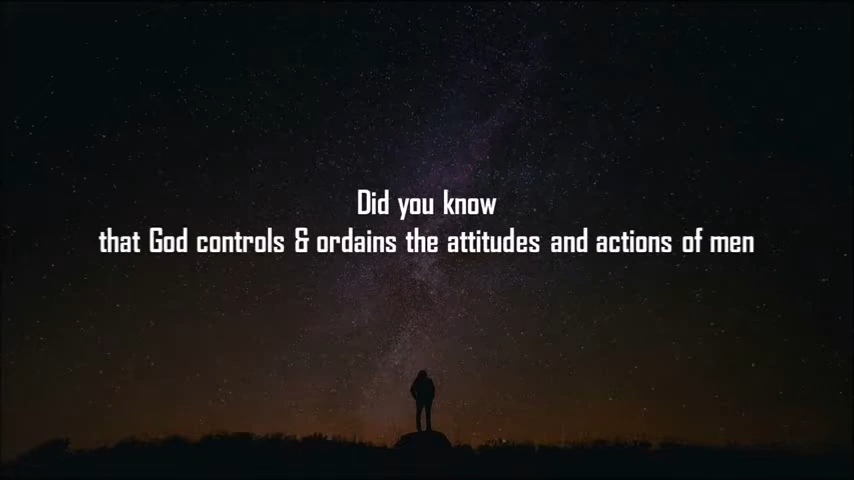 Did you know
that God controls & ordains the attitudes and actions of men